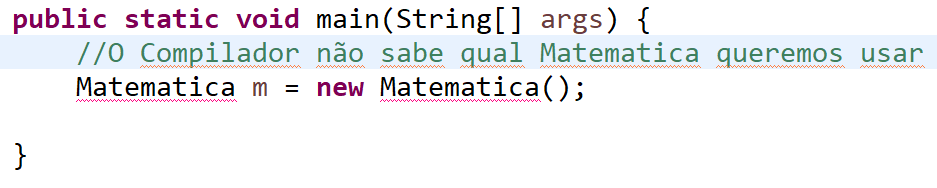 public static void main(String[] args) {
//O Compilador não sabe qual Matematica queremos usar
Matematica m = new Matematica();
}